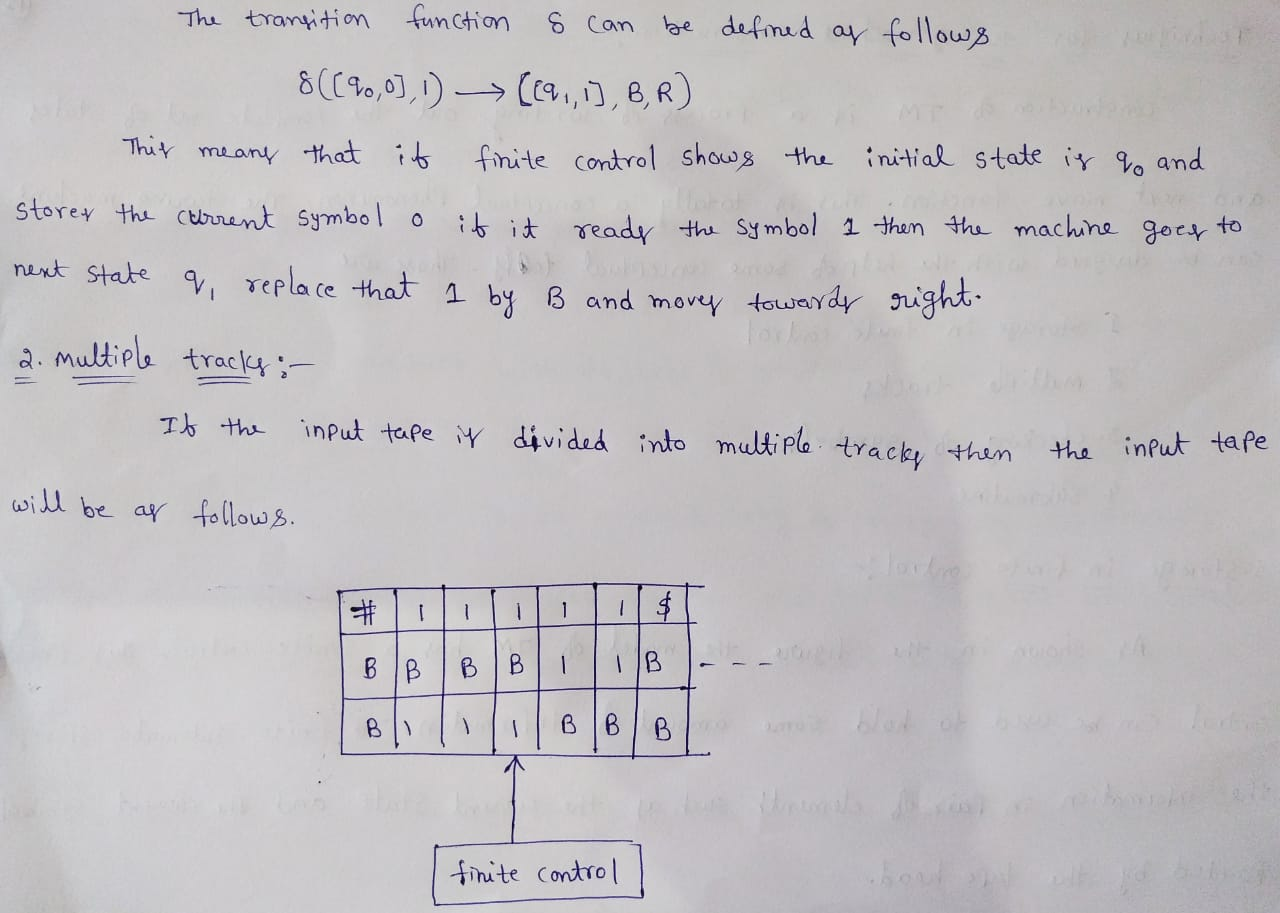 The transition function δ can be defined as follows
δ([q₀,0],1) → ([q₁,1], B, R)
This means that if finite control shows the initial state is q₀ and
stores the current symbol 0 if it reads the symbol 1 then the machine goes to
next state q₁ replace that 1 by B and moves towards right.
2. multiple tracks :-
If the input tape is divided into multiple tracks then the input tape
will be as follows.
# 1 1 1 1 1 $
B B B B 1 1 B - - -
B 1 1 1 B B B
finite control